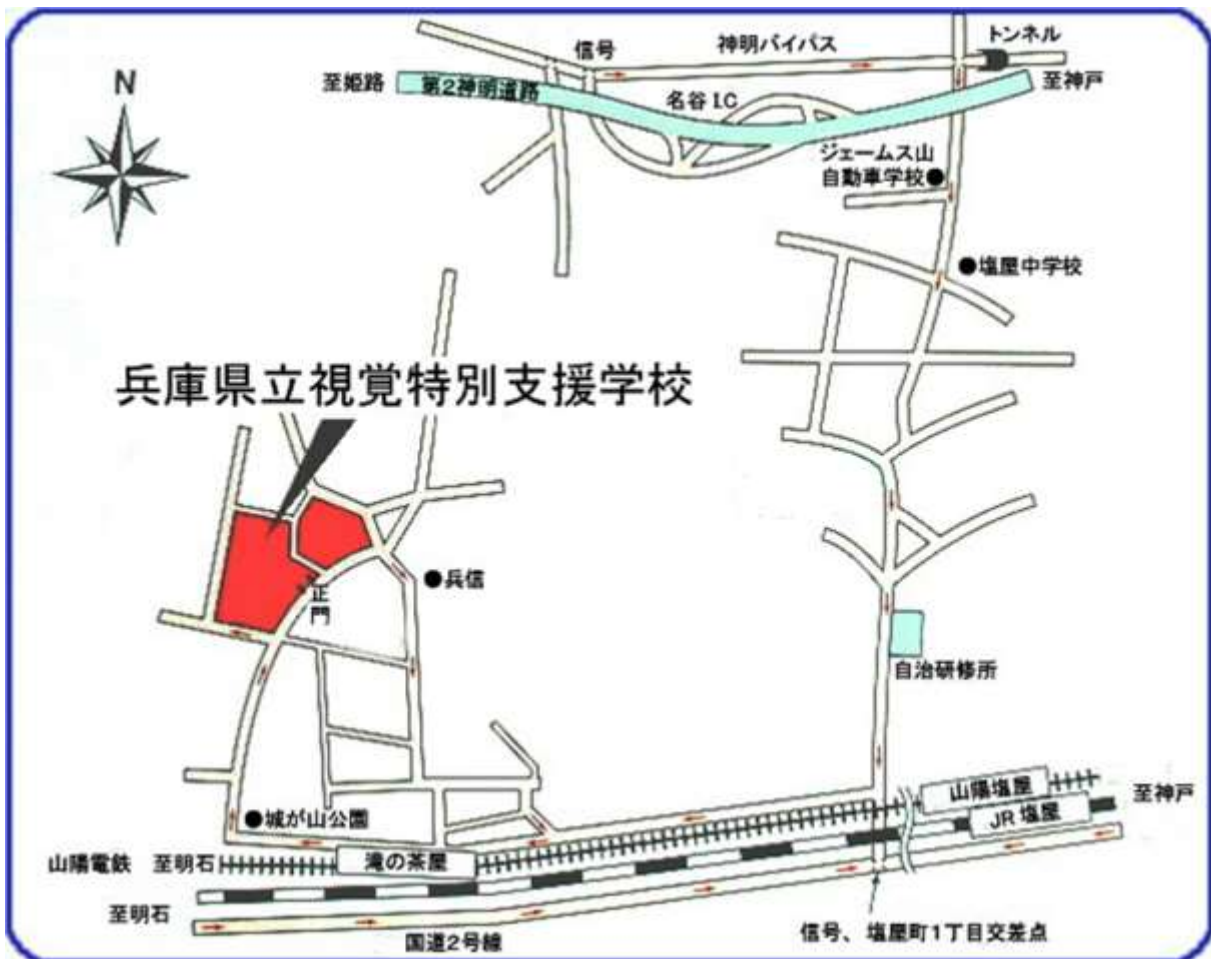 N
信号
神明バイパス
トンネル
至姫路
第2神明道路
名谷 I.C
至神戸
ジェームス山
自動車学校
塩屋中学校
兵庫県立視覚特別支援学校
兵信
正門
自治研修所
城が山公園
山陽塩屋
至神戸
JR 塩屋
山陽電鉄 至明石
滝の茶屋
至明石
国道2号線
信号、塩屋町1丁目交差点